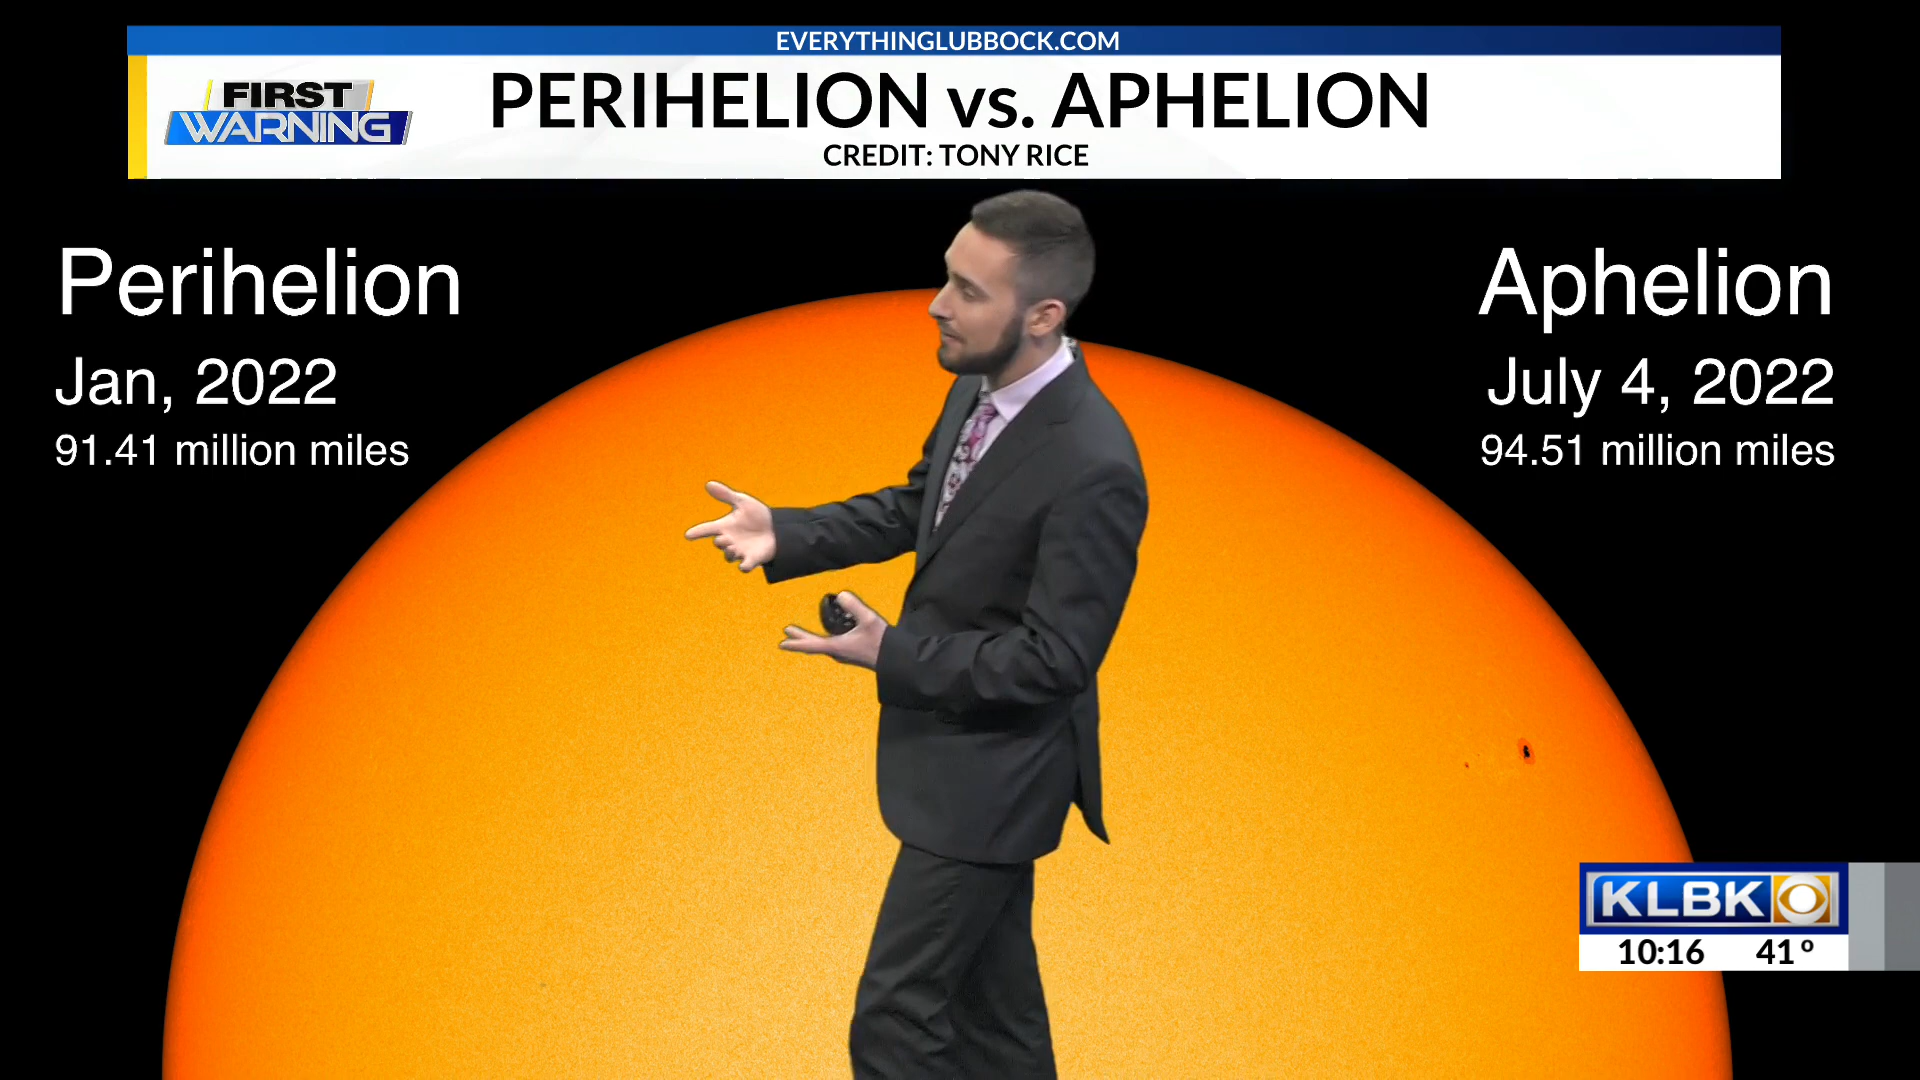 EVERYTHINGLUBBOCK.COM
FIRST
WARNING
PERIHELION vs. APHELION
CREDIT: TONY RICE
Perihelion
Jan, 2022
91.41 million miles
Aphelion
July 4, 2022
94.51 million miles
KLBK
10:16 41°